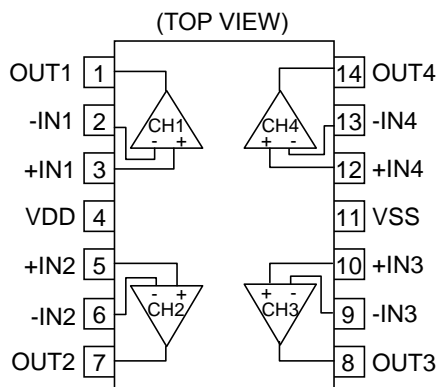 (TOP VIEW)
OUT1 1 14 OUT4
-IN1 2 CH1 CH4 13 -IN4
- + + -
+IN1 3 12 +IN4
VDD 4 11 VSS
+IN2 5 10 +IN3
- + + -
-IN2 6 CH2 CH3 9 -IN3
OUT2 7 8 OUT3